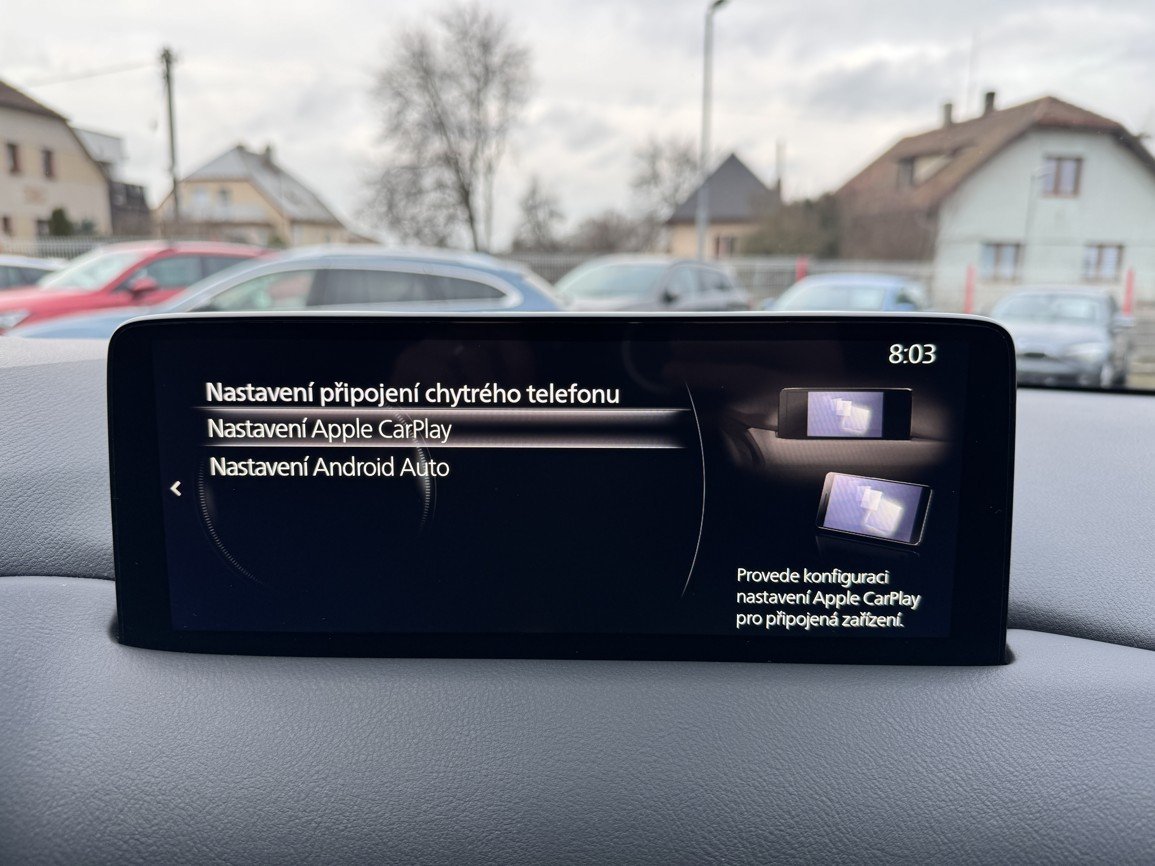 8:03
Nastavení připojení chytrého telefonu
Nastavení Apple CarPlay
Nastavení Android Auto
Provede konfiguraci
nastavení Apple CarPlay
pro připojená zařízení.